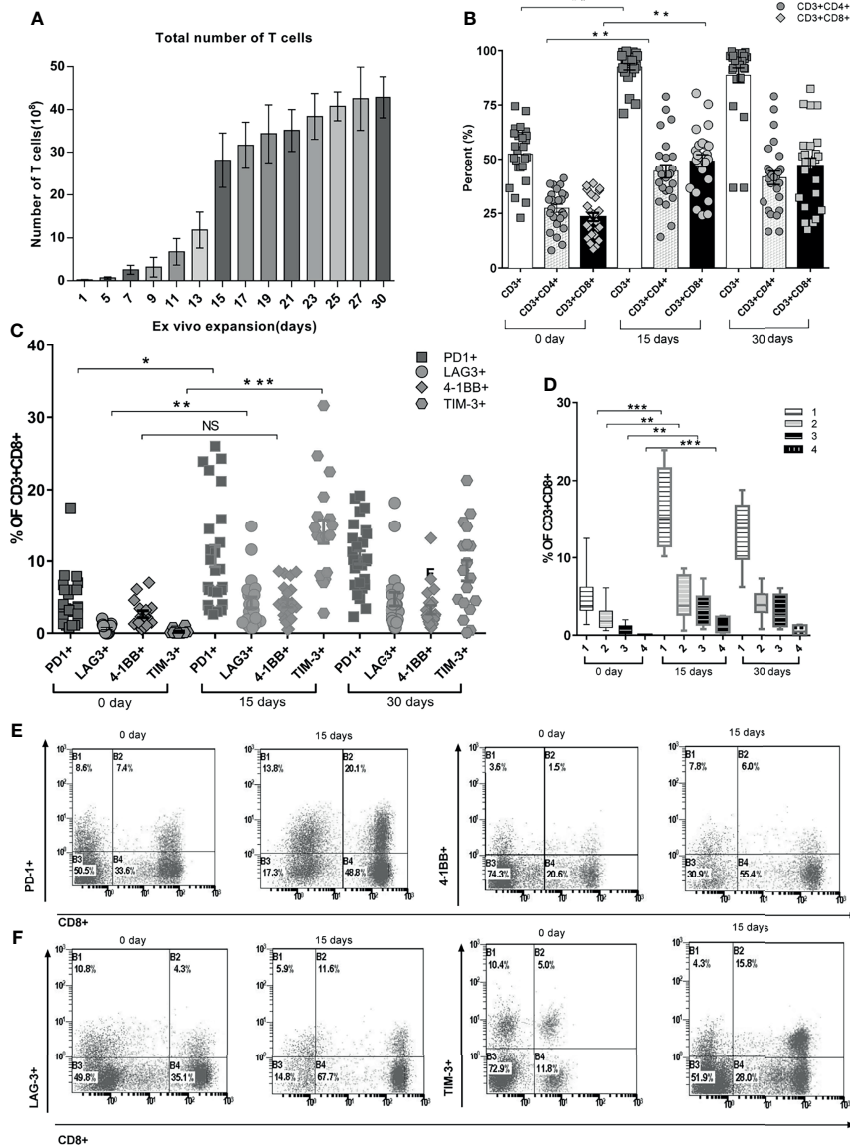 A
Total number of T cells
Number of T cells(10⁸)
50
40
30
20
10
0
1 5 7 9 11 13 15 17 19 21 23 25 27 30
Ex vivo expansion(days)
B
CD3+CD4+
CD3+CD8+
**
**
Percent (%)
100
75
50
25
0
CD3+ CD3+CD4+ CD3+CD8+ CD3+ CD3+CD4+ CD3+CD8+ CD3+ CD3+CD4+ CD3+CD8+
0 day 15 days 30 days
C
% OF CD3+CD8+
40
30
20
10
0
*
***
**
NS
PD1+
LAG3+
4-1BB+
TIM-3+
PD1+ LAG3+ 4-1BB+ TIM-3+ PD1+ LAG3+ 4-1BB+ TIM-3+ PD1+ LAG3+ 4-1BB+ TIM-3+
0 day 15 days 30 days
D
% OF CD3+CD8+
30
20
10
0
***
**
**
***
1
2
3
4
1 2 3 4 1 2 3 4 1 2 3 4
0 day 15 days 30 days
E
0 day 15 days 0 day 15 days
PD-1+
B1 8.6% B2 7.4% B3 50.5% B4 33.6%
B1 13.8% B2 20.1% B3 17.3% B4 48.8%
4-1BB+
B1 3.6% B2 1.5% B3 74.3% B4 20.6%
B1 7.8% B2 6.0% B3 30.9% B4 55.4%
CD8+
F
0 day 15 days 0 day 15 days
LAG-3+
B1 10.8% B2 4.3% B3 49.8% B4 35.1%
B1 5.9% B2 11.6% B3 14.8% B4 67.7%
TIM-3+
B1 10.4% B2 5.0% B3 72.9% B4 11.8%
B1 4.3% B2 15.8% B3 51.9% B4 28.0%
CD8+